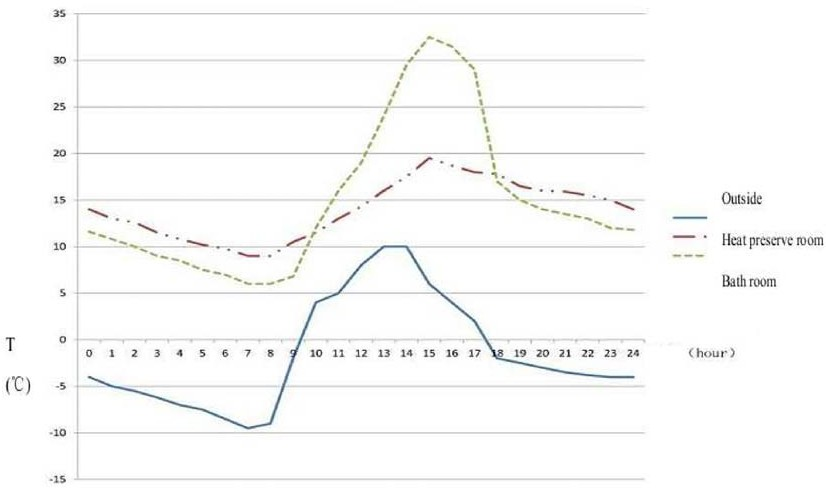 35
30
25
20
15
10
5
0
-5
-10
-15
T
(℃)
0 1 2 3 4 5 6 7 8 9 10 11 12 13 14 15 16 17 18 19 20 21 22 23 24
(hour)
Outside
Heat preserve room
Bath room